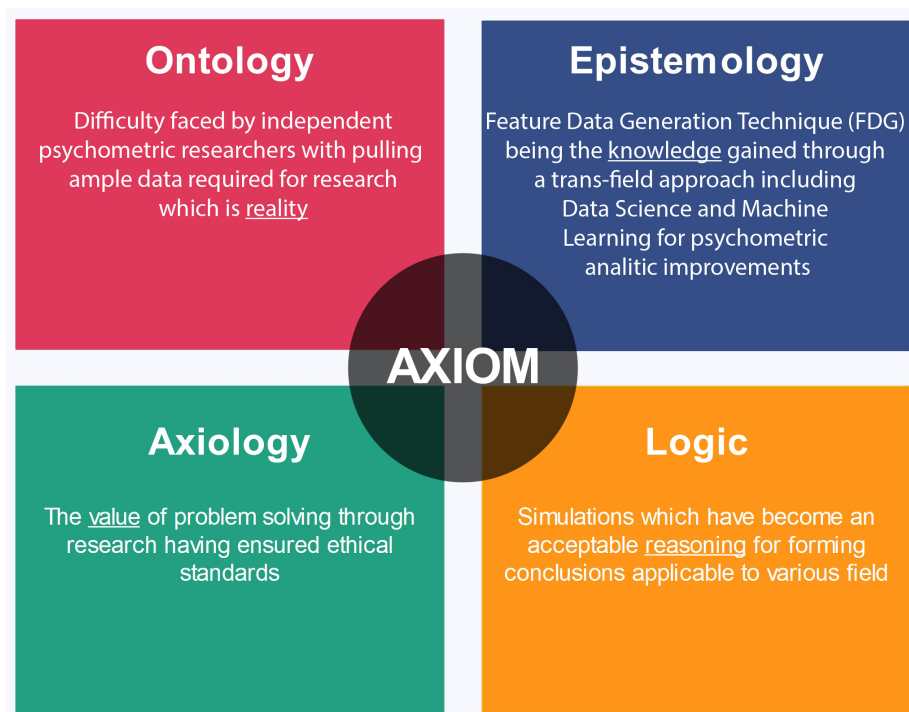 Ontology
Difficulty faced by independent
psychometric researchers with pulling
ample data required for research
which is reality
Epistemology
Feature Data Generation Technique (FDG)
being the knowledge gained through
a trans-field approach including
Data Science and Machine
Learning for psychometric
analitic improvements
AXIOM
Axiology
The value of problem solving through
research having ensured ethical
standards
Logic
Simulations which have become an
acceptable reasoning for forming
conclusions applicable to various field